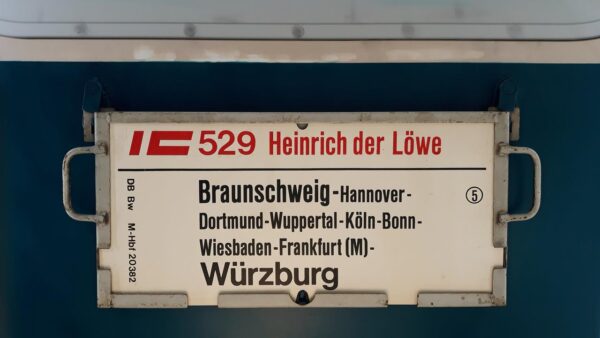 IC 529 Heinrich der Löwe
Braunschweig-Hannover-
Dortmund-Wuppertal-Köln-Bonn-
Wiesbaden-Frankfurt (M)-
Würzburg
5
DB Bw M-Hbf 20382